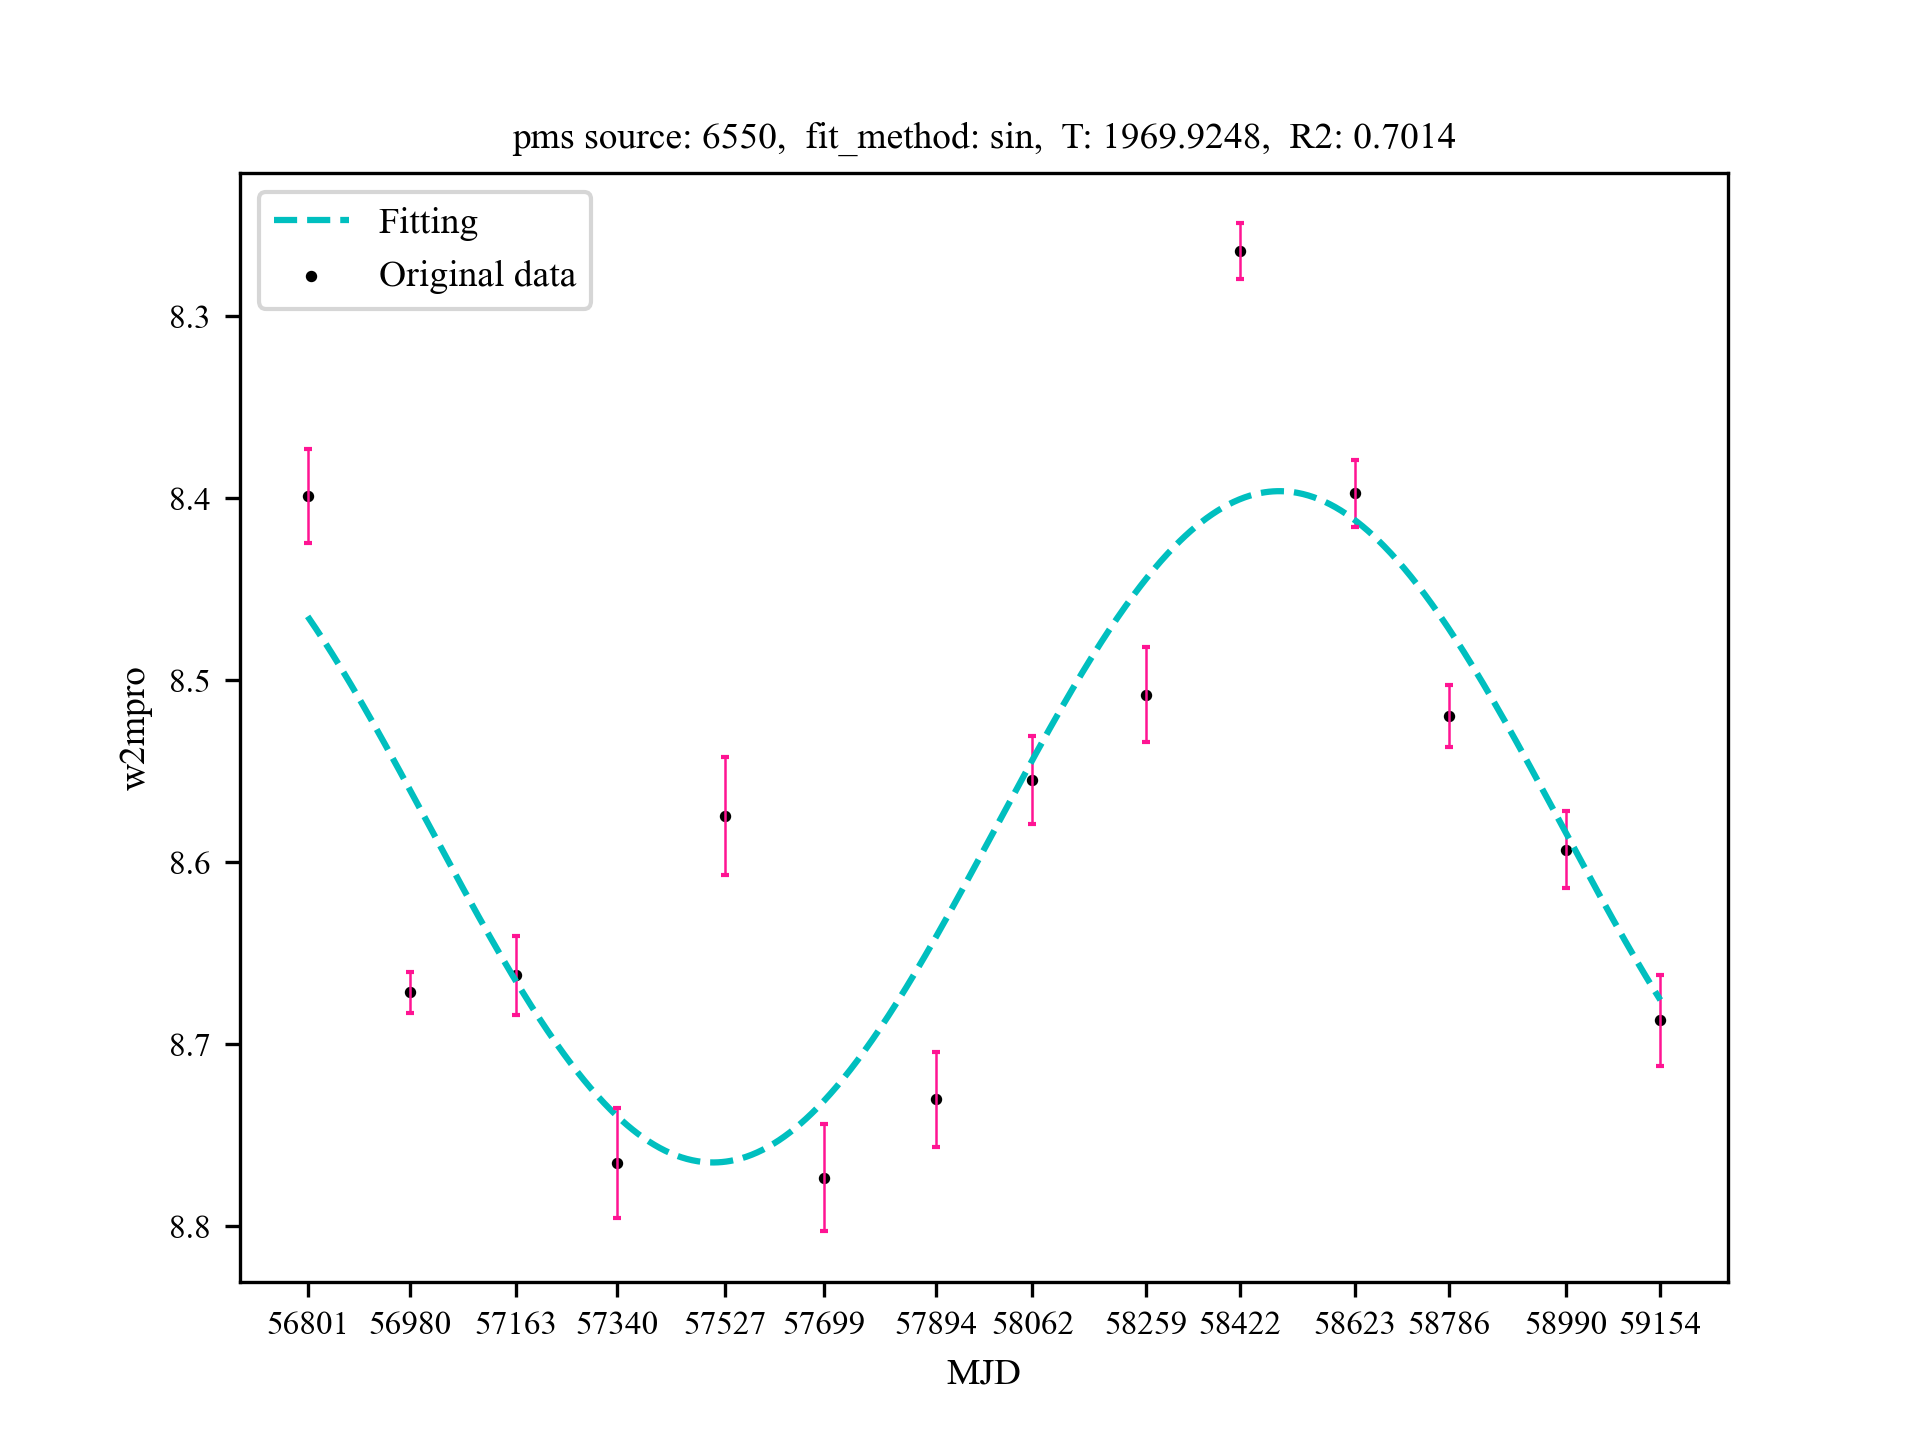 pms source: 6550,  fit_method: sin,  T: 1969.9248,  R2: 0.7014
Fitting
Original data
8.3
8.4
8.5
8.6
8.7
8.8
w2mpro
56801 56980 57163 57340 57527 57699 57894 58062 58259 58422 58623 58786 58990 59154
MJD